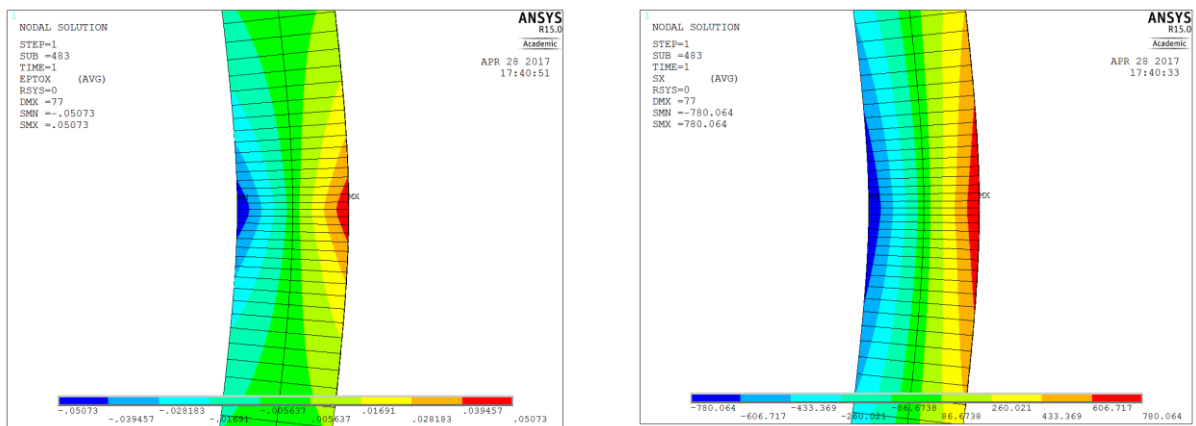 1
NODAL SOLUTION
STEP=1
SUB =483
TIME=1
EPTOX (AVG)
RSYS=0
DMX =77
SMN =-.05073
SMX =.05073
ANSYS
R15.0
Academic
APR 28 2017
17:40:51
MX
-.05073 -.028183 -.005637 .01691 .039457
-.039457 -.01691 .005637 .028183 .05073
1
NODAL SOLUTION
STEP=1
SUB =483
TIME=1
SX (AVG)
RSYS=0
DMX =77
SMN =-780.064
SMX =780.064
ANSYS
R15.0
Academic
APR 28 2017
17:40:33
MX
-780.064 -433.369 -86.6738 260.021 606.717
-606.717 -260.021 86.6738 433.369 780.064